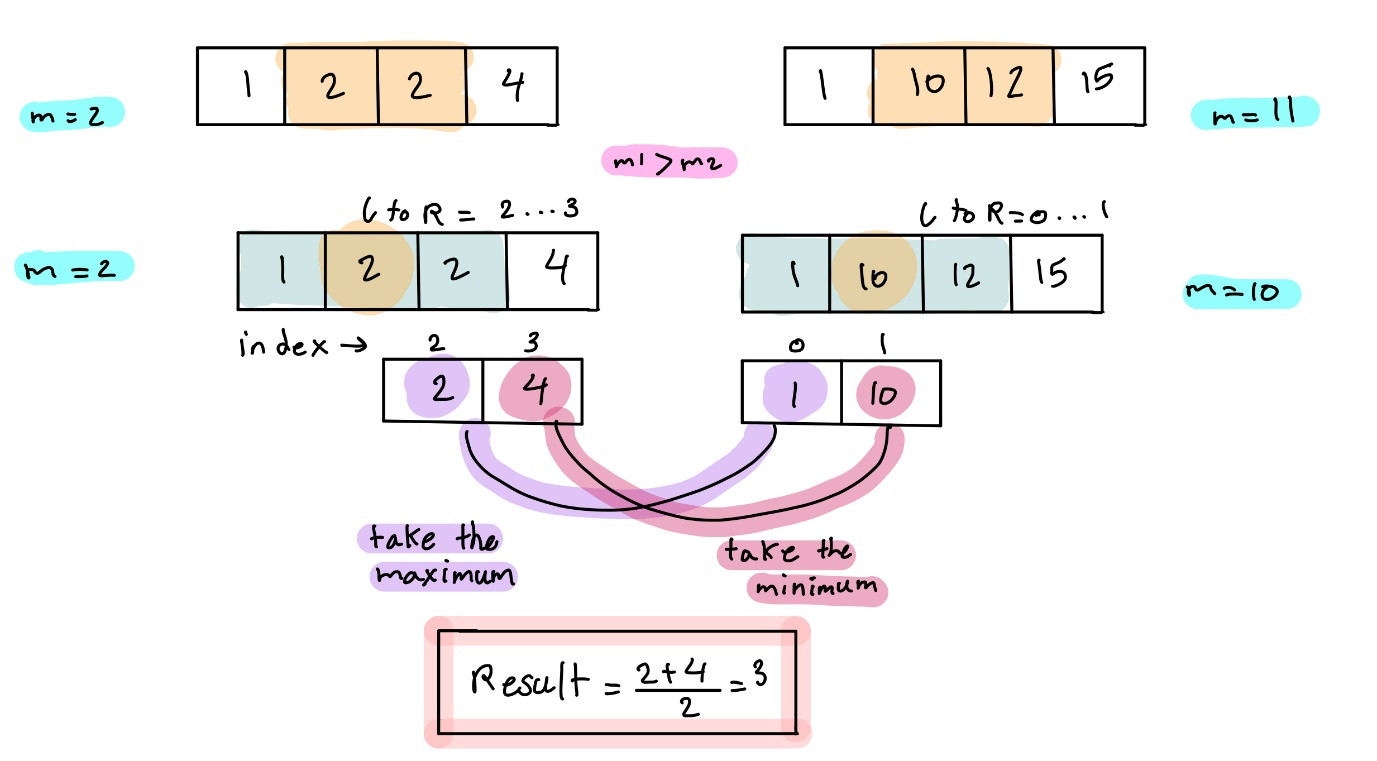 1 2 2 4
1 10 12 15
m = 2
m = 11
m1 > m2
L to R = 2...3
L to R = 0...1
m = 2
1 2 2 4
1 10 12 15
m = 10
index → 2 3
0 1
2 4
1 10
take the
maximum
take the
minimum
Result = 2+4/2 = 3